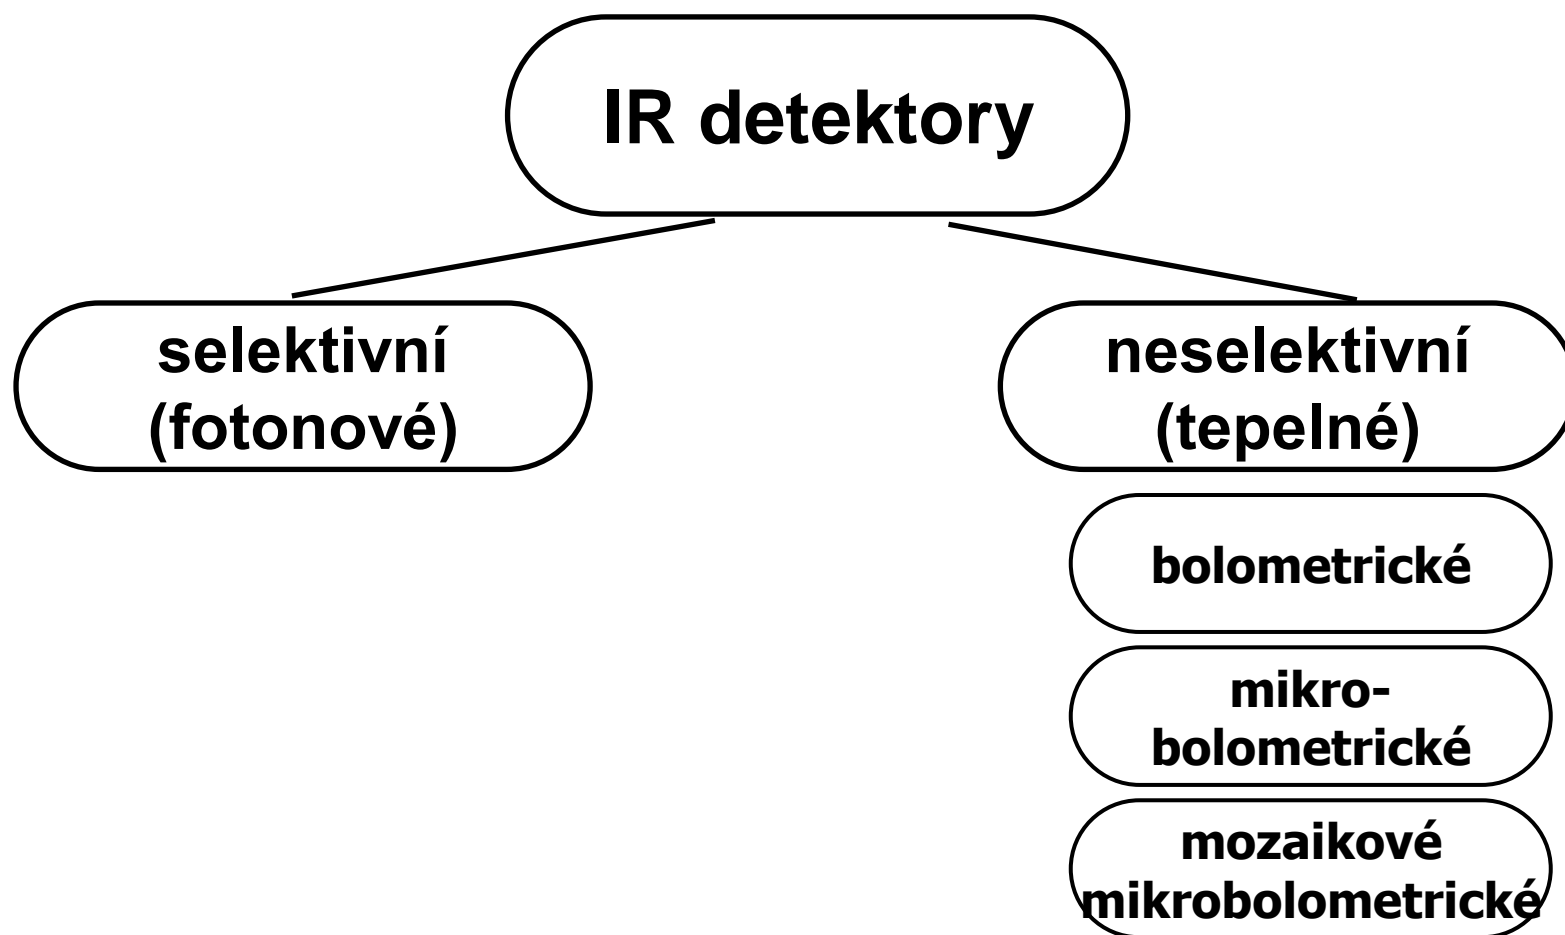 IR detektory
selektivní
(fotonové)
neselektivní
(tepelné)
bolometrické
mikro-
bolometrické
mozaikové
mikrobolometrické